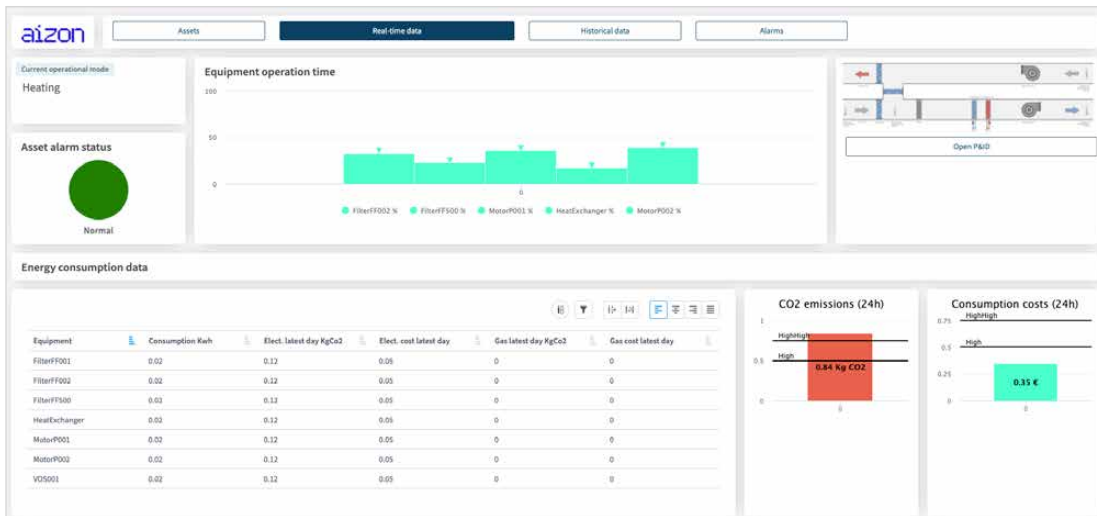 aizon
Assets
Real-time data
Historical data
Alarms
Current operational mode
Heating
Asset alarm status
Normal
Equipment operation time
100
50
0
0
FilterFF002 % FilterFF500 % MotorP001 % HeatExchanger % MotorP002 %
Open P&ID
Energy consumption data
Equipment Consumption Kwh Elect. latest day KgCo2 Elect. cost latest day Gas latest day KgCo2 Gas cost latest day
FilterFF001 0.02 0.12 0.05 0 0
FilterFF002 0.02 0.12 0.05 0 0
FilterFF500 0.02 0.12 0.05 0 0
HeatExchanger 0.02 0.12 0.05 0 0
MotorP001 0.02 0.12 0.05 0 0
MotorP002 0.02 0.12 0.05 0 0
VOS001 0.02 0.12 0.05 0 0
CO2 emissions (24h)
1
HighHigh
High
0.5
0.84 Kg CO2
0
0
Consumption costs (24h)
HighHigh
0.75
High
0.5
0.25
0.35 €
0
0